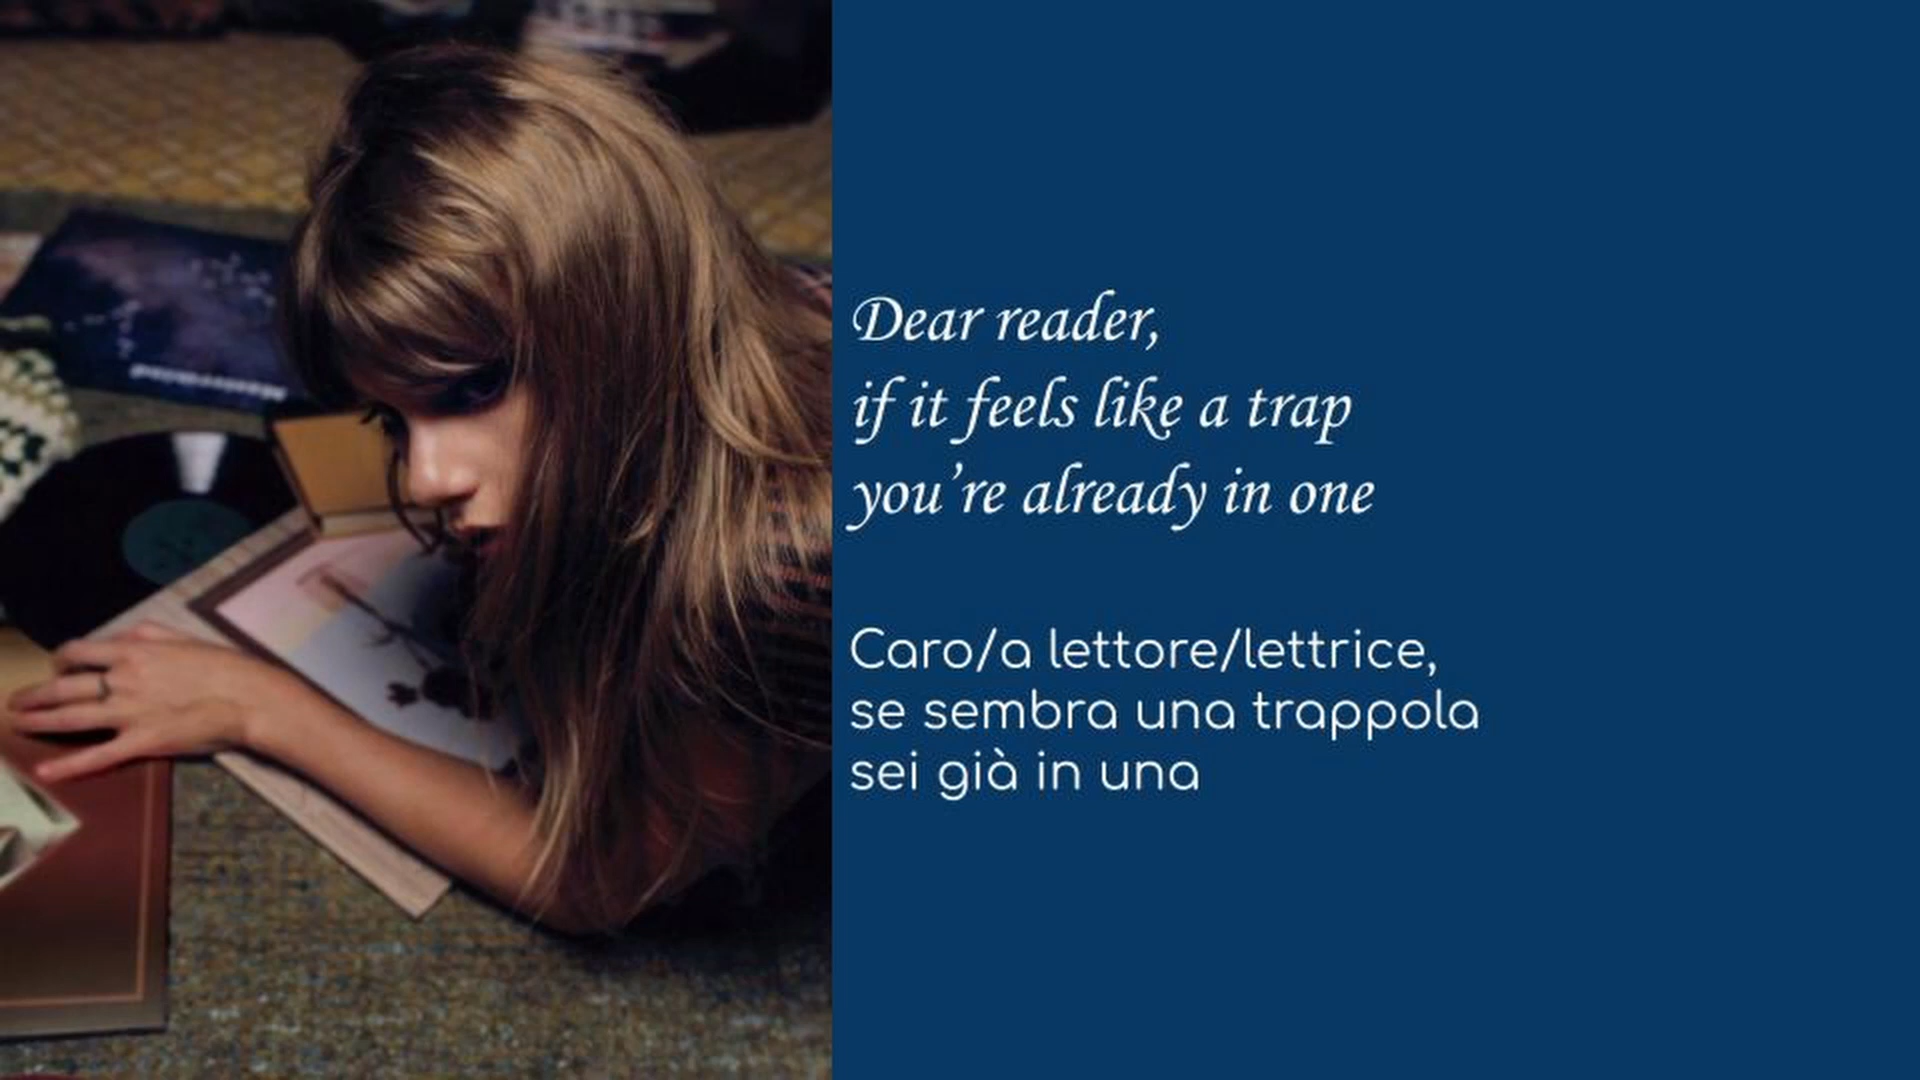 Dear reader,
if it feels like a trap
you're already in one
Caro/a lettore/lettrice,
se sembra una trappola
sei già in una